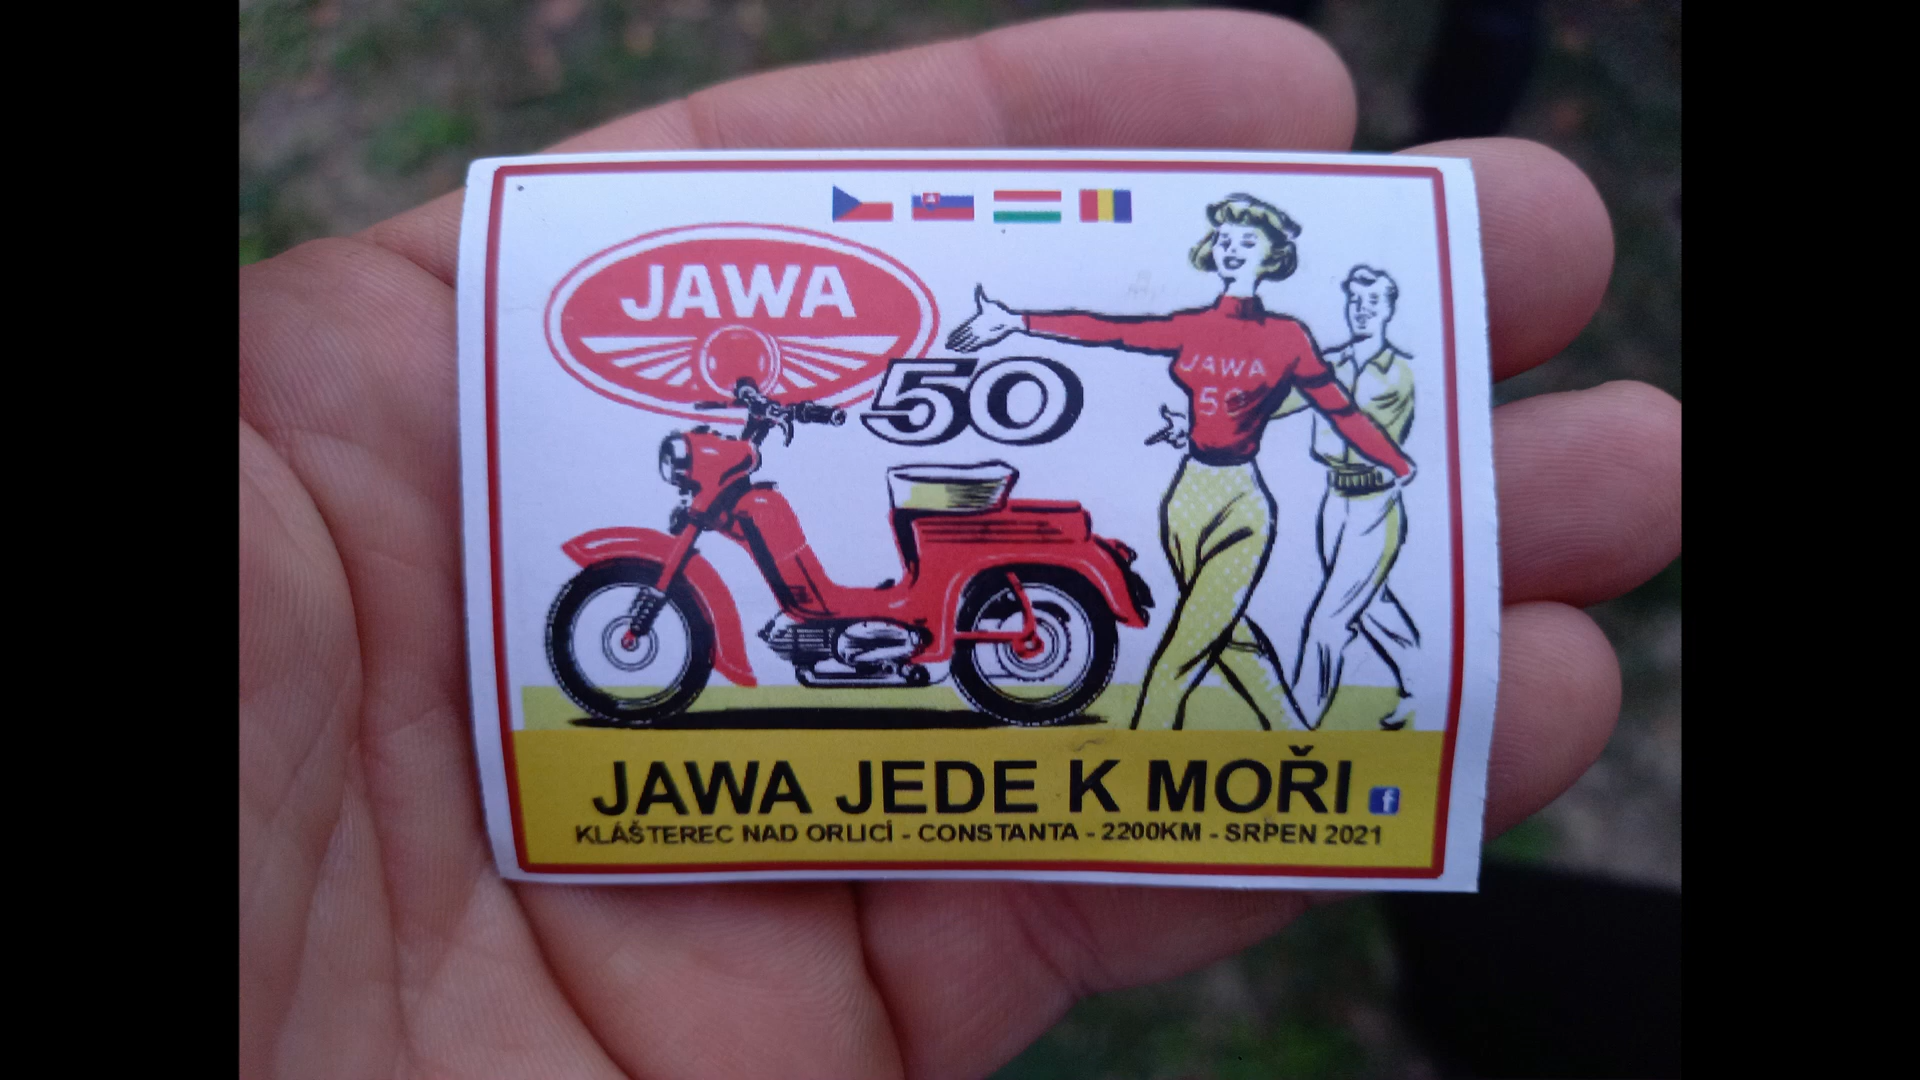 JAWA
50
JAWA
50
JAWA JEDE K MOŘI f
KLÁŠTEREC NAD ORLICÍ - CONSTANTA - 2200KM - SRPEN 2021